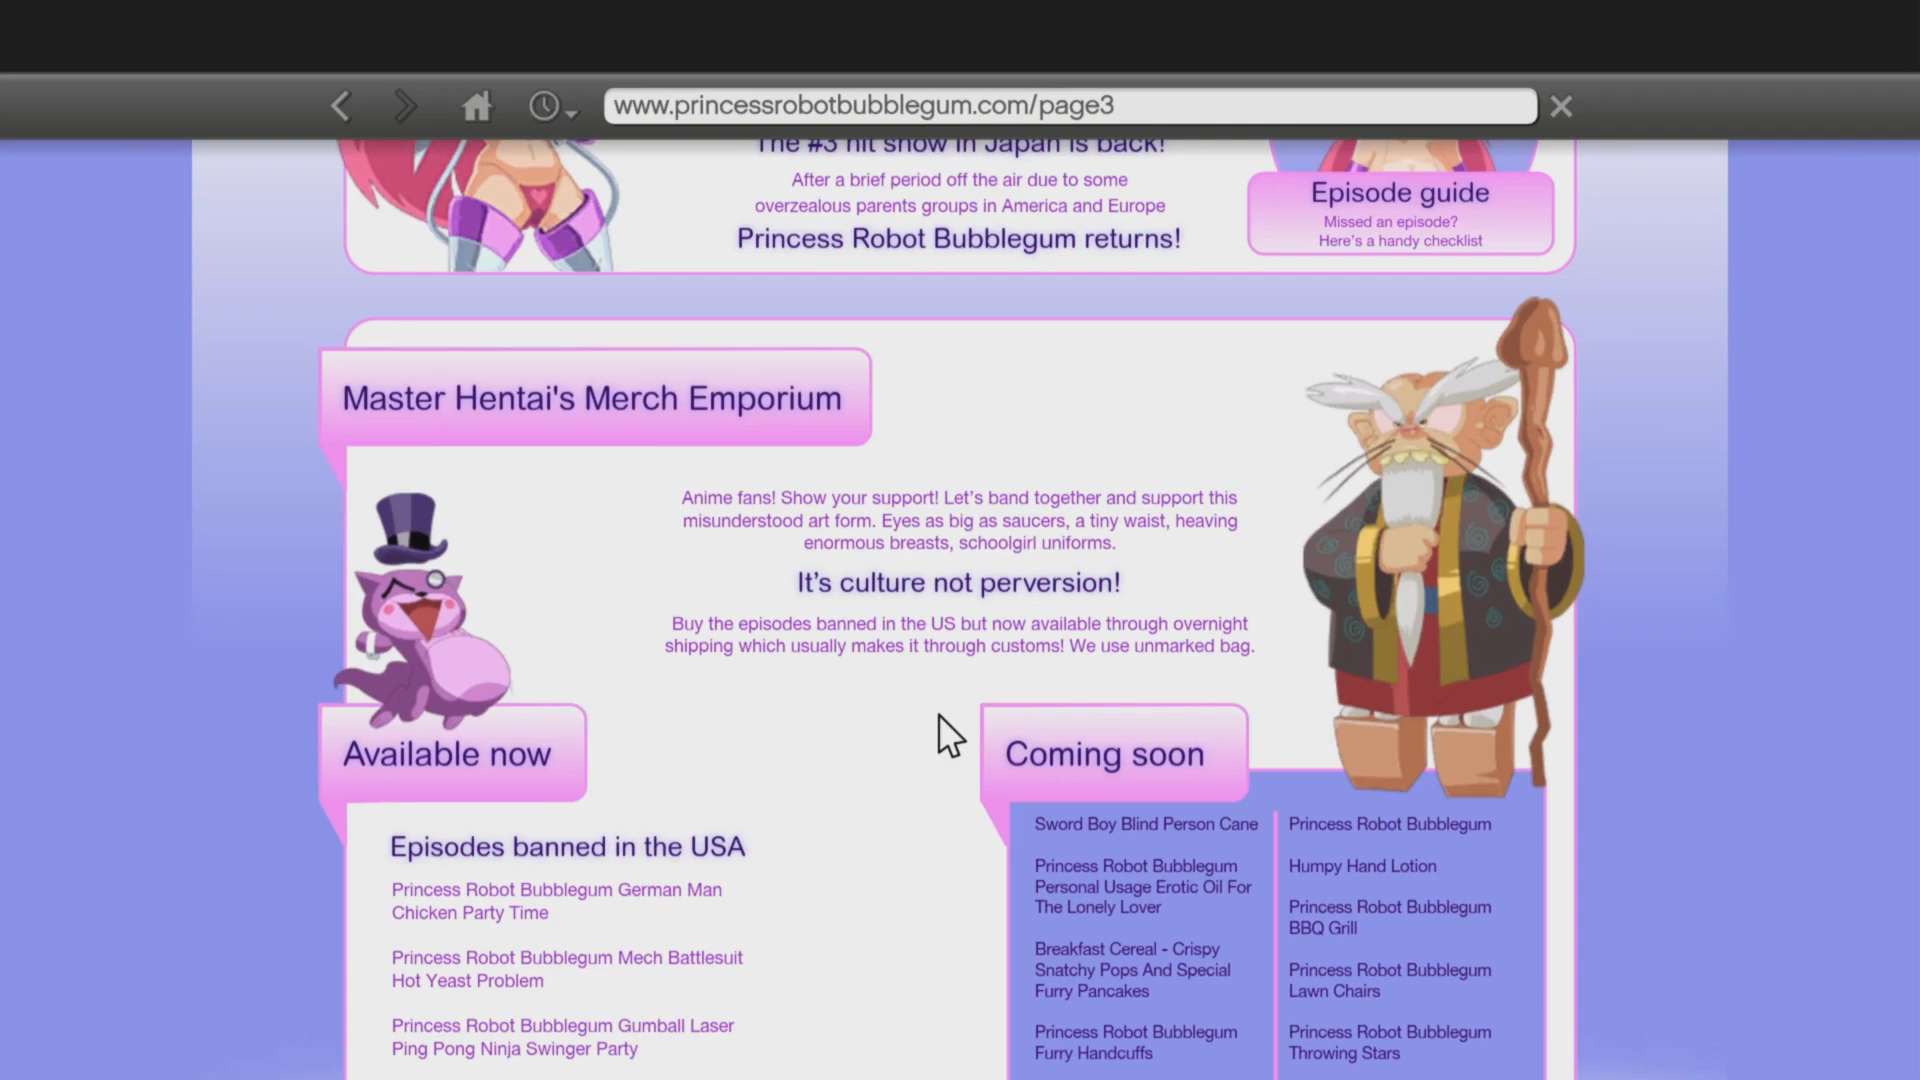 www.princessrobotbubblegum.com/page3
The #3 hit show in Japan is back!
After a brief period off the air due to some
overzealous parents groups in America and Europe
Princess Robot Bubblegum returns!
Episode guide
Missed an episode?
Here's a handy checklist
Master Hentai's Merch Emporium
Anime fans! Show your support! Let's band together and support this
misunderstood art form. Eyes as big as saucers, a tiny waist, heaving
enormous breasts, schoolgirl uniforms.
It's culture not perversion!
Buy the episodes banned in the US but now available through overnight
shipping which usually makes it through customs! We use unmarked bag.
Available now
Episodes banned in the USA
Princess Robot Bubblegum German Man
Chicken Party Time
Princess Robot Bubblegum Mech Battlesuit
Hot Yeast Problem
Princess Robot Bubblegum Gumball Laser
Ping Pong Ninja Swinger Party
Coming soon
Sword Boy Blind Person Cane
Princess Robot Bubblegum
Personal Usage Erotic Oil For
The Lonely Lover
Breakfast Cereal - Crispy
Snatchy Pops And Special
Furry Pancakes
Princess Robot Bubblegum
Furry Handcuffs
Princess Robot Bubblegum
Humpy Hand Lotion
Princess Robot Bubblegum
BBQ Grill
Princess Robot Bubblegum
Lawn Chairs
Princess Robot Bubblegum
Throwing Stars